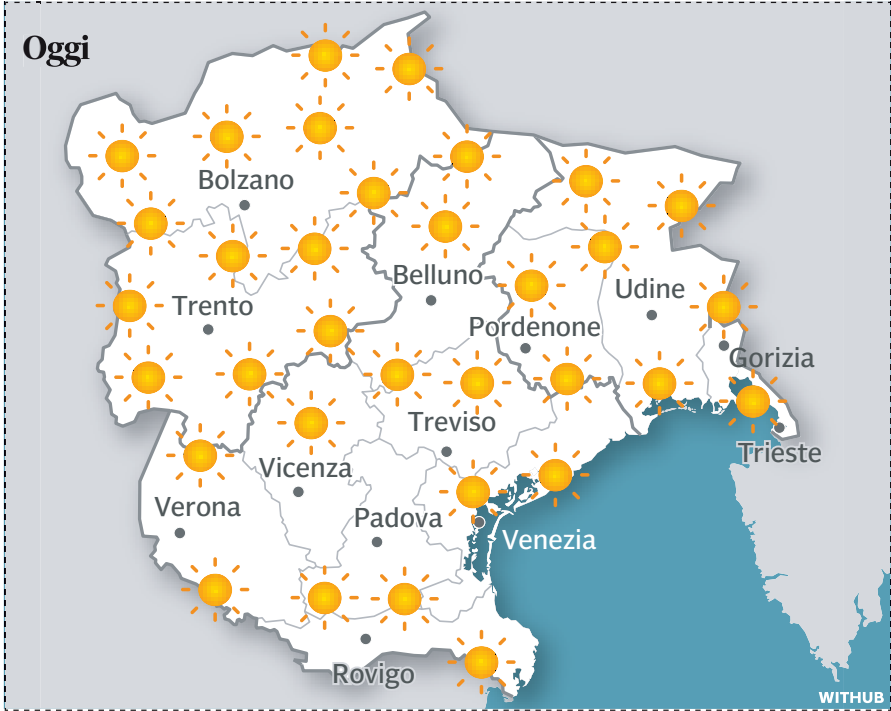 Oggi
Bolzano
Belluno
Trento
Udine
Pordenone
Gorizia
Treviso
Trieste
Vicenza
Verona
Padova
Venezia
Rovigo
WITHUB